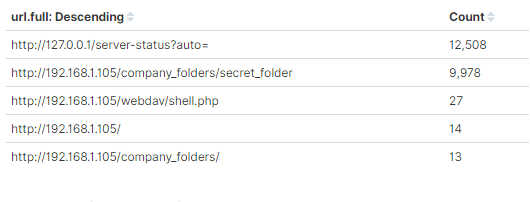 url.full: Descending Count
http://127.0.0.1/server-status?auto= 12,508
http://192.168.1.105/company_folders/secret_folder 9,978
http://192.168.1.105/webdav/shell.php 27
http://192.168.1.105/ 14
http://192.168.1.105/company_folders/ 13